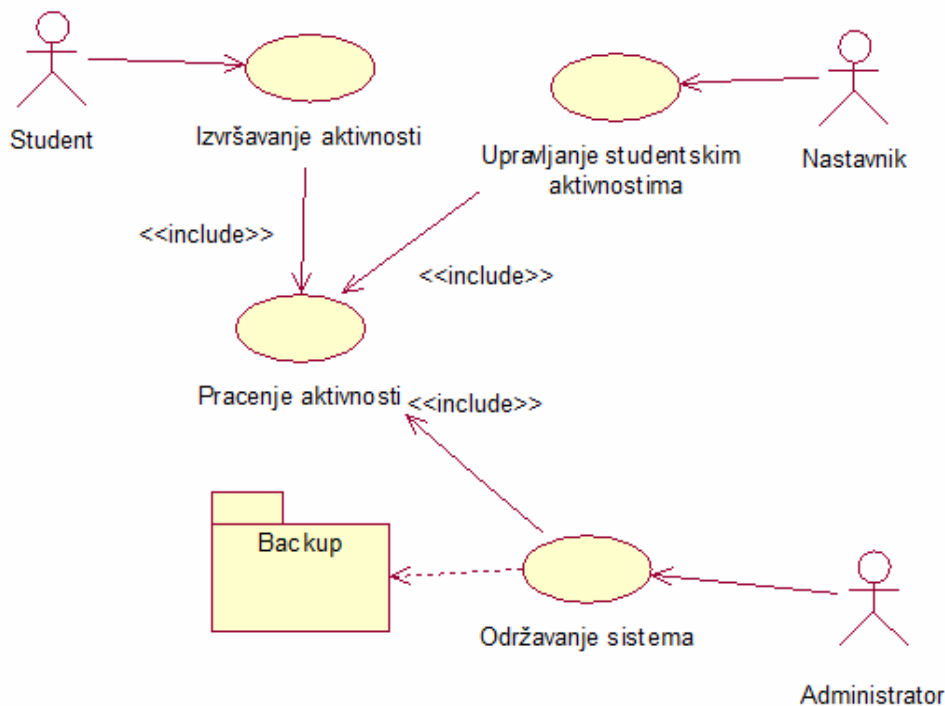 Student
Izvršavanje aktivnosti
Upravljanje studentskim
aktivnostima
Nastavnik
<<include>>
<<include>>
Pracenje aktivnosti
<<include>>
Backup
Održavanje sistema
Administrator